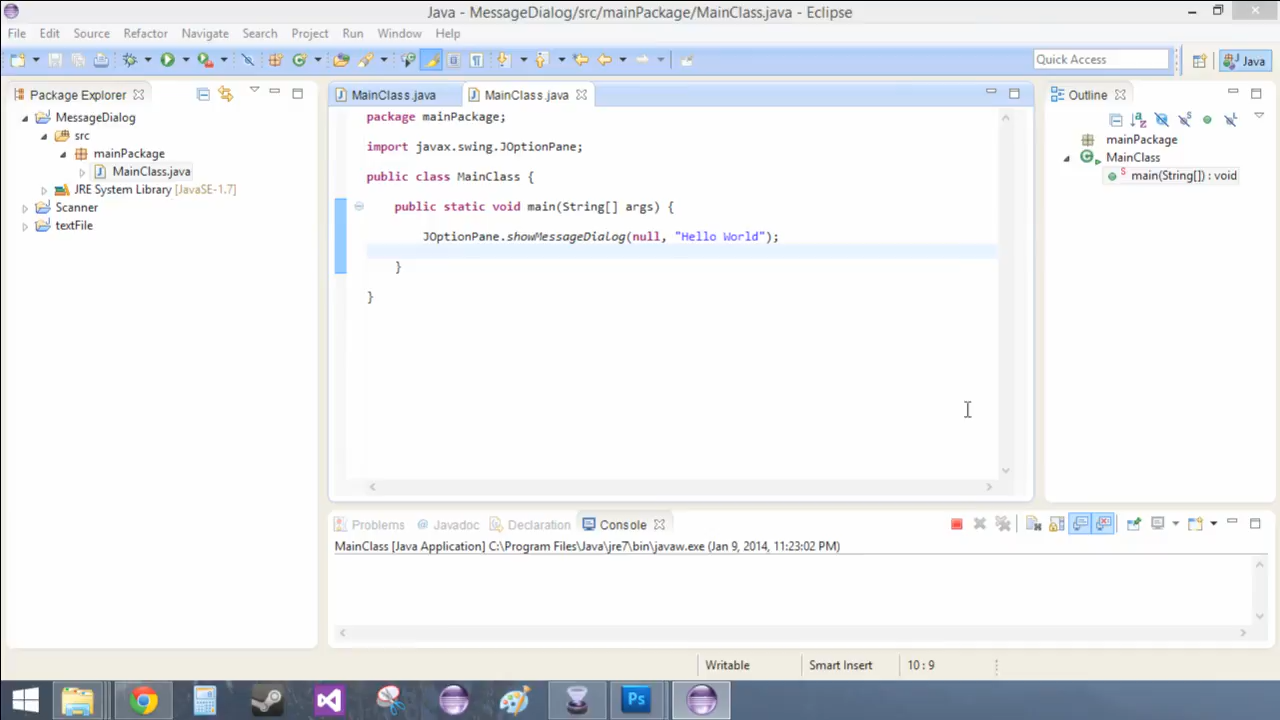 Java - MessageDialog/src/mainPackage/MainClass.java - Eclipse
File Edit Source Refactor Navigate Search Project Run Window Help
Quick Access
Java
Package Explorer
MessageDialog
src
mainPackage
MainClass.java
JRE System Library [JavaSE-1.7]
Scanner
textFile
MainClass.java MainClass.java
package mainPackage;
import javax.swing.JOptionPane;
public class MainClass {
public static void main(String[] args) {
JOptionPane.showMessageDialog(null, "Hello World");
}
}
Outline
mainPackage
MainClass
main(String[]) : void
Problems @ Javadoc Declaration Console
MainClass [Java Application] C:\Program Files\Java\jre7\bin\javaw.exe (Jan 9, 2014, 11:23:02 PM)
Writable Smart Insert 10 : 9
Ps